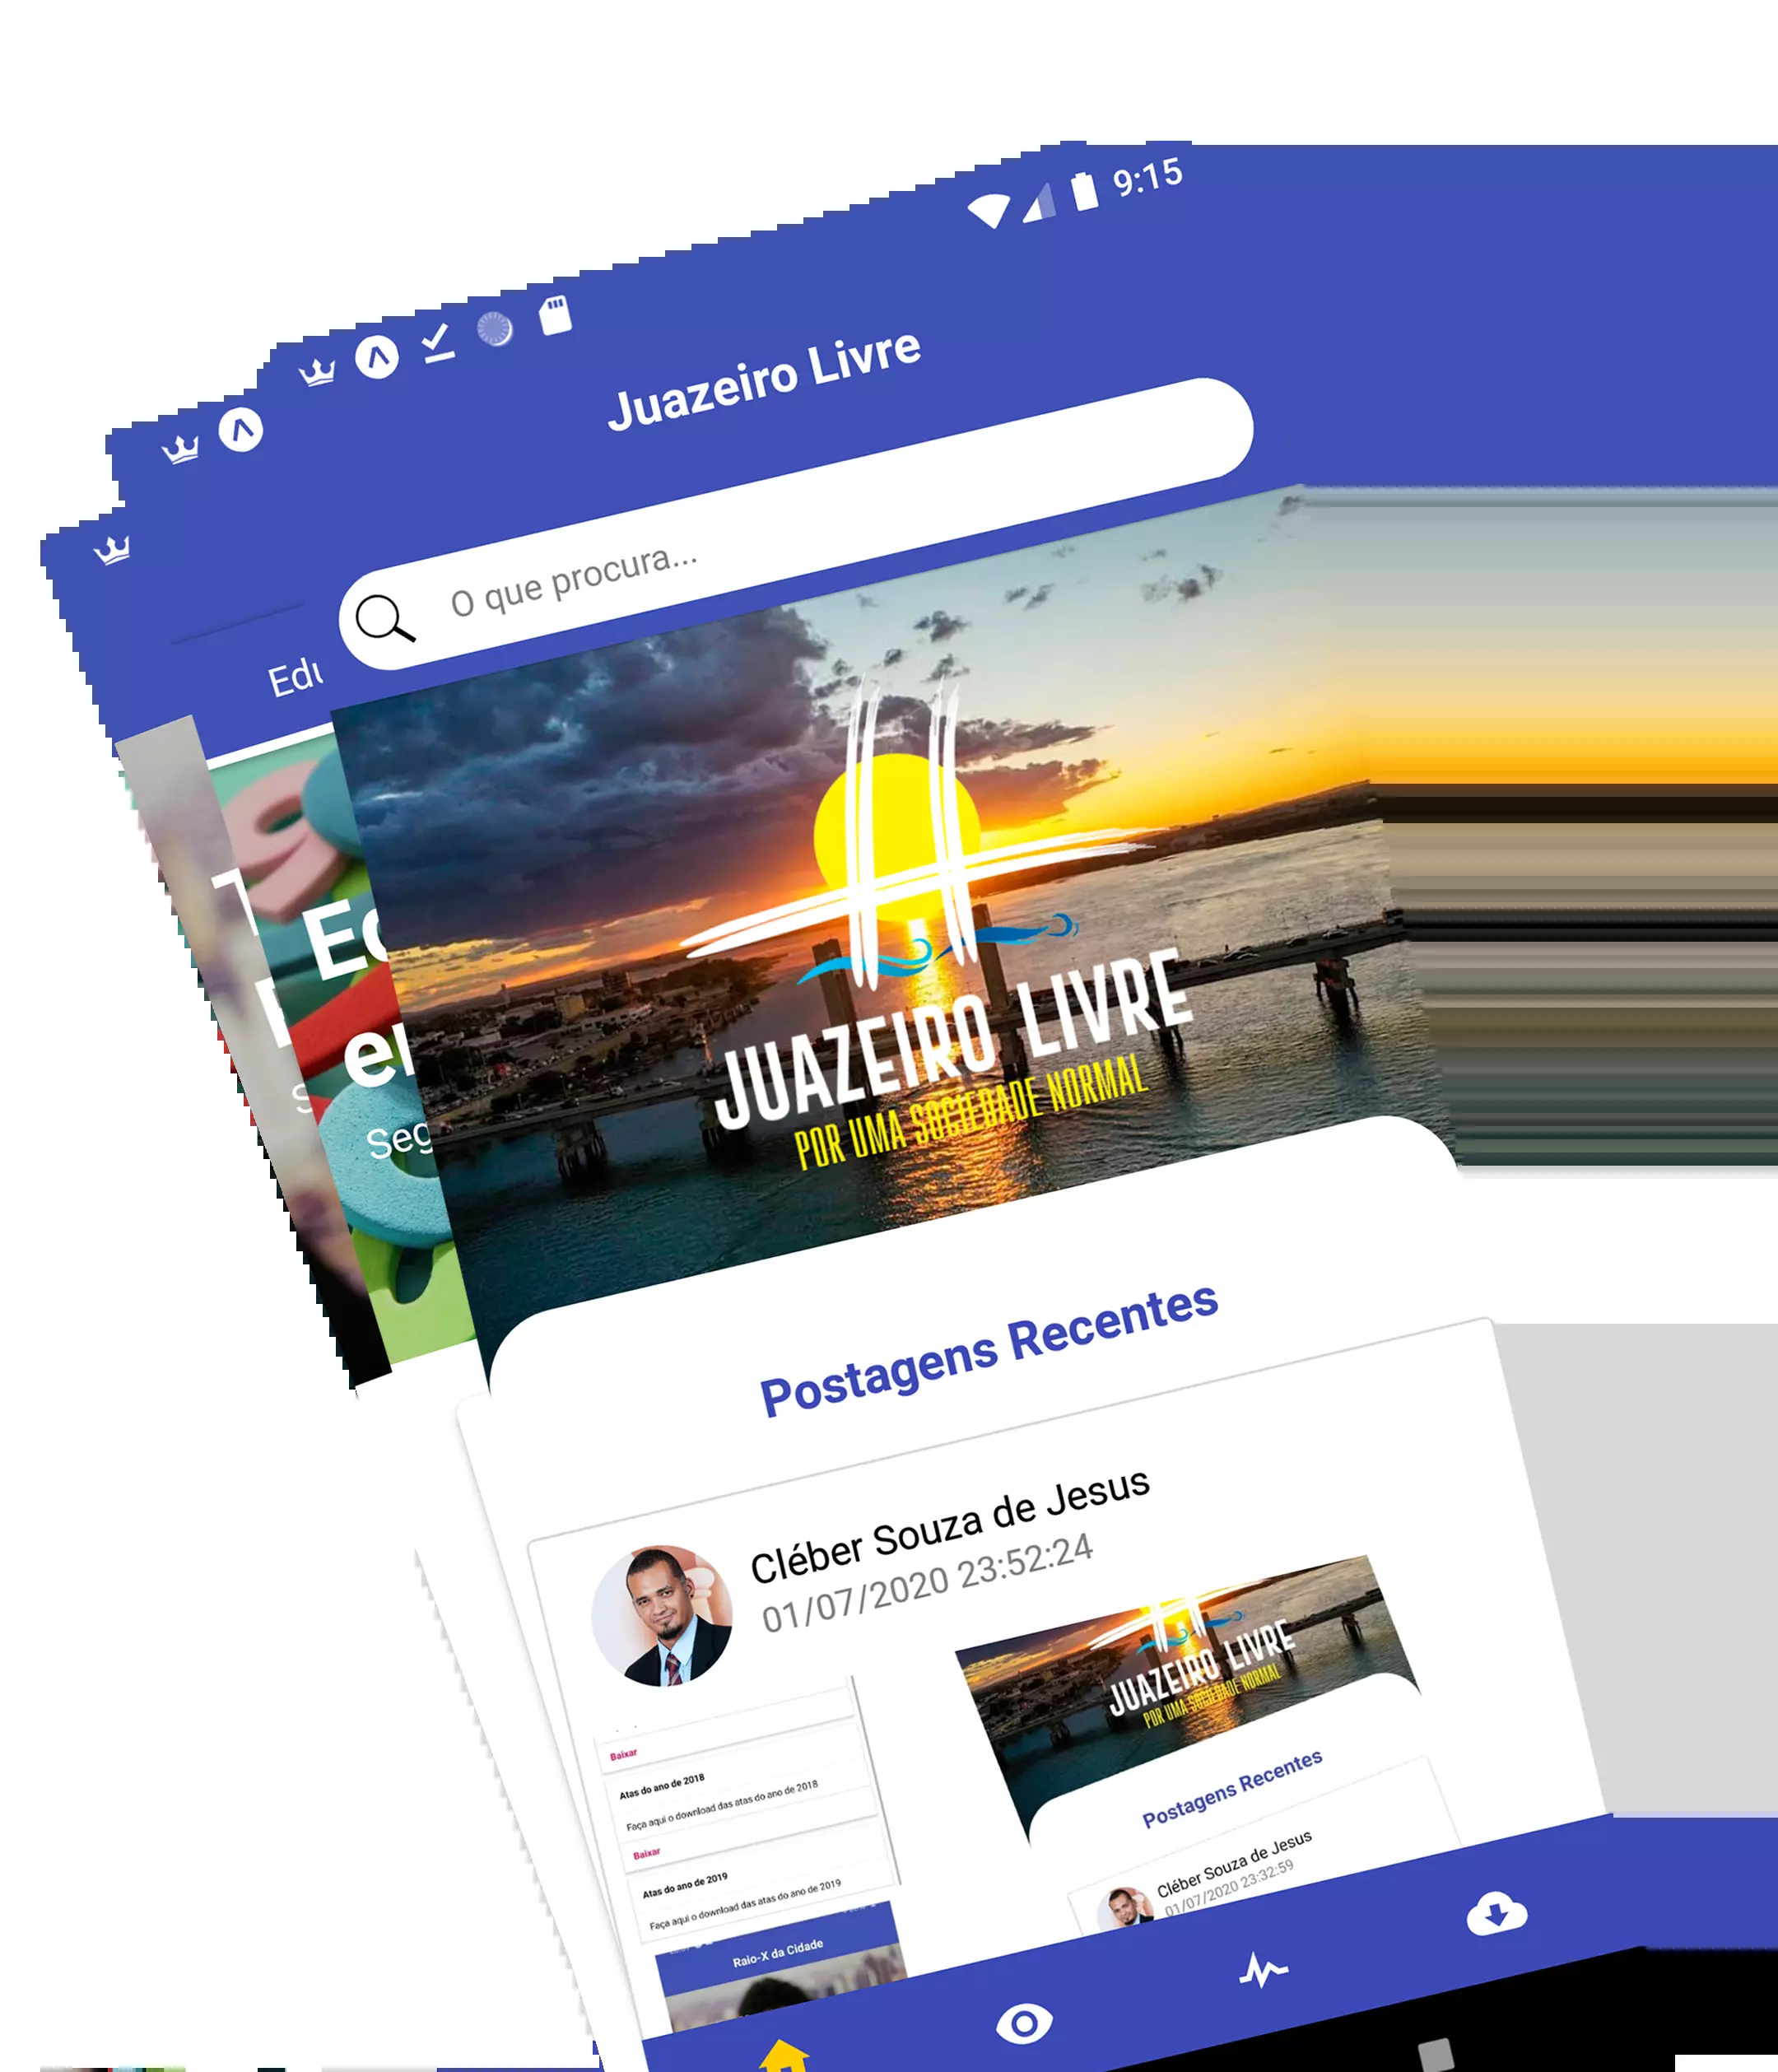 9:15
Juazeiro Livre
O que procura...
JUAZEIRO LIVRE
POR UMA SOCIEDADE NORMAL
Seg
Postagens Recentes
Cléber Souza de Jesus
01/07/2020 23:52:24
JUAZEIRO LIVRE
POR UMA SOCIEDADE NORMAL
Baixar
Atas do ano de 2018
Faça aqui o download das atas do ano de 2018
Baixar
Atas do ano de 2019
Faça aqui o download das atas do ano de 2019
Postagens Recentes
Cléber Souza de Jesus
01/07/2020 23:32:59
Raio-X da Cidade